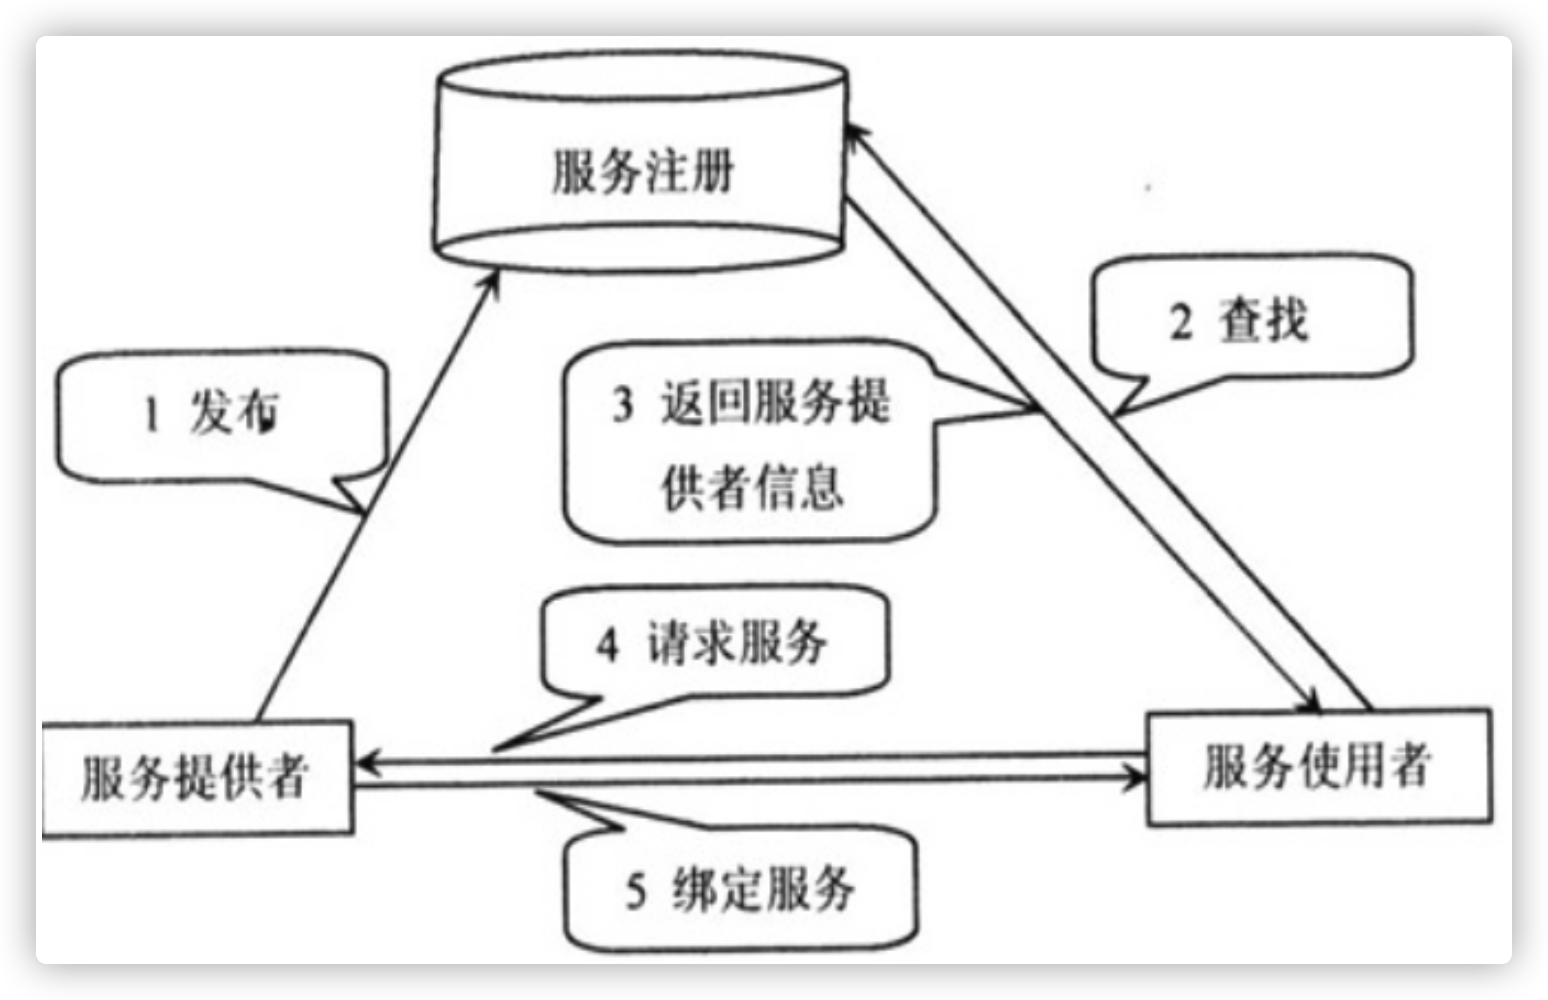 服务注册
2 查找
1 发布
3 返回服务提
供者信息
4 请求服务
服务提供者
服务使用者
5 绑定服务